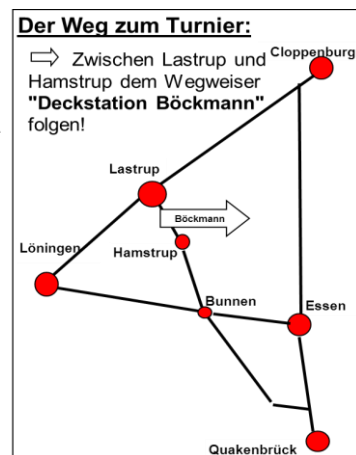 Der Weg zum Turnier:
Zwischen Lastrup und
Hamstrup dem Wegweiser
"Deckstation Böckmann"
folgen!
Cloppenburg
Lastrup
Böckmann
Löningen
Hamstrup
Bunnen
Essen
Quakenbrück